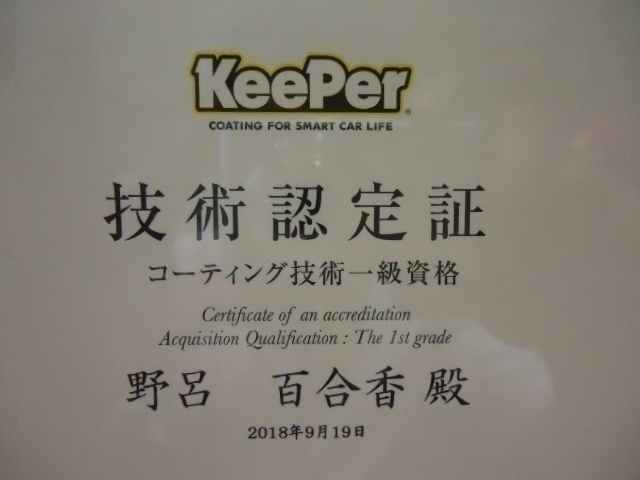 KeePer®
COATING FOR SMART CAR LIFE
技術認定証
コーティング技術一級資格
Certificate of an accreditation
Acquisition Qualification : The 1st grade
野呂　百合香 殿
2018年9月19日